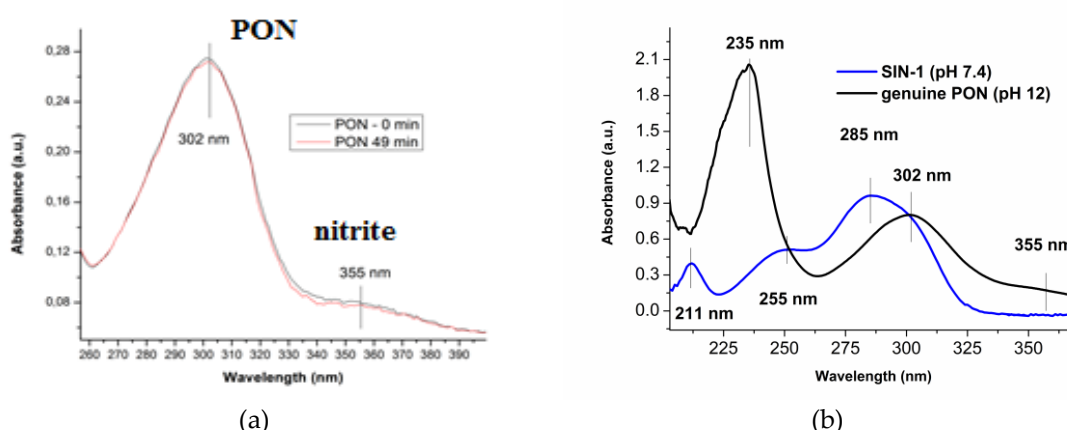 PON
0,28
0,24
0,20
0,16
0,12
0,08
Absorbance (a.u.)
302 nm
PON - 0 min
PON 49 min
nitrite
355 nm
260 270 280 290 300 310 320 330 340 350 360 370 380 390
Wavelength (nm)
(a)
235 nm
SIN-1 (pH 7.4)
genuine PON (pH 12)
285 nm
302 nm
355 nm
2.1
1.8
1.5
1.2
0.9
0.6
0.3
0.0
Absorbance (a.u.)
211 nm
255 nm
225 250 275 300 325 350
Wavelength (nm)
(b)